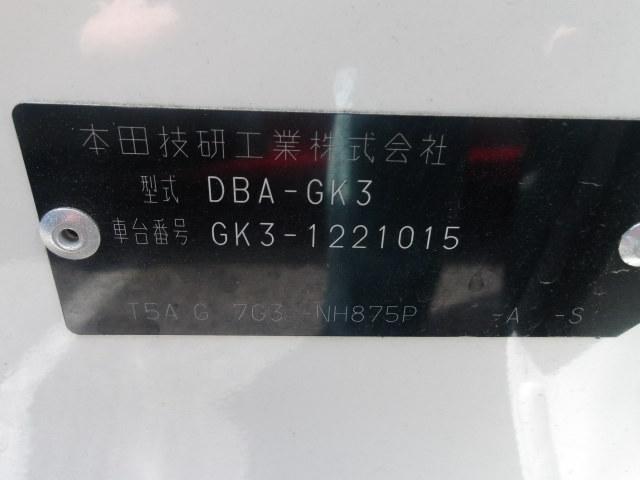 本田技研工業株式会社
型式 DBA-GK3
車台番号 GK3-1221015
T5A G 7G3 -NH875P -A -S